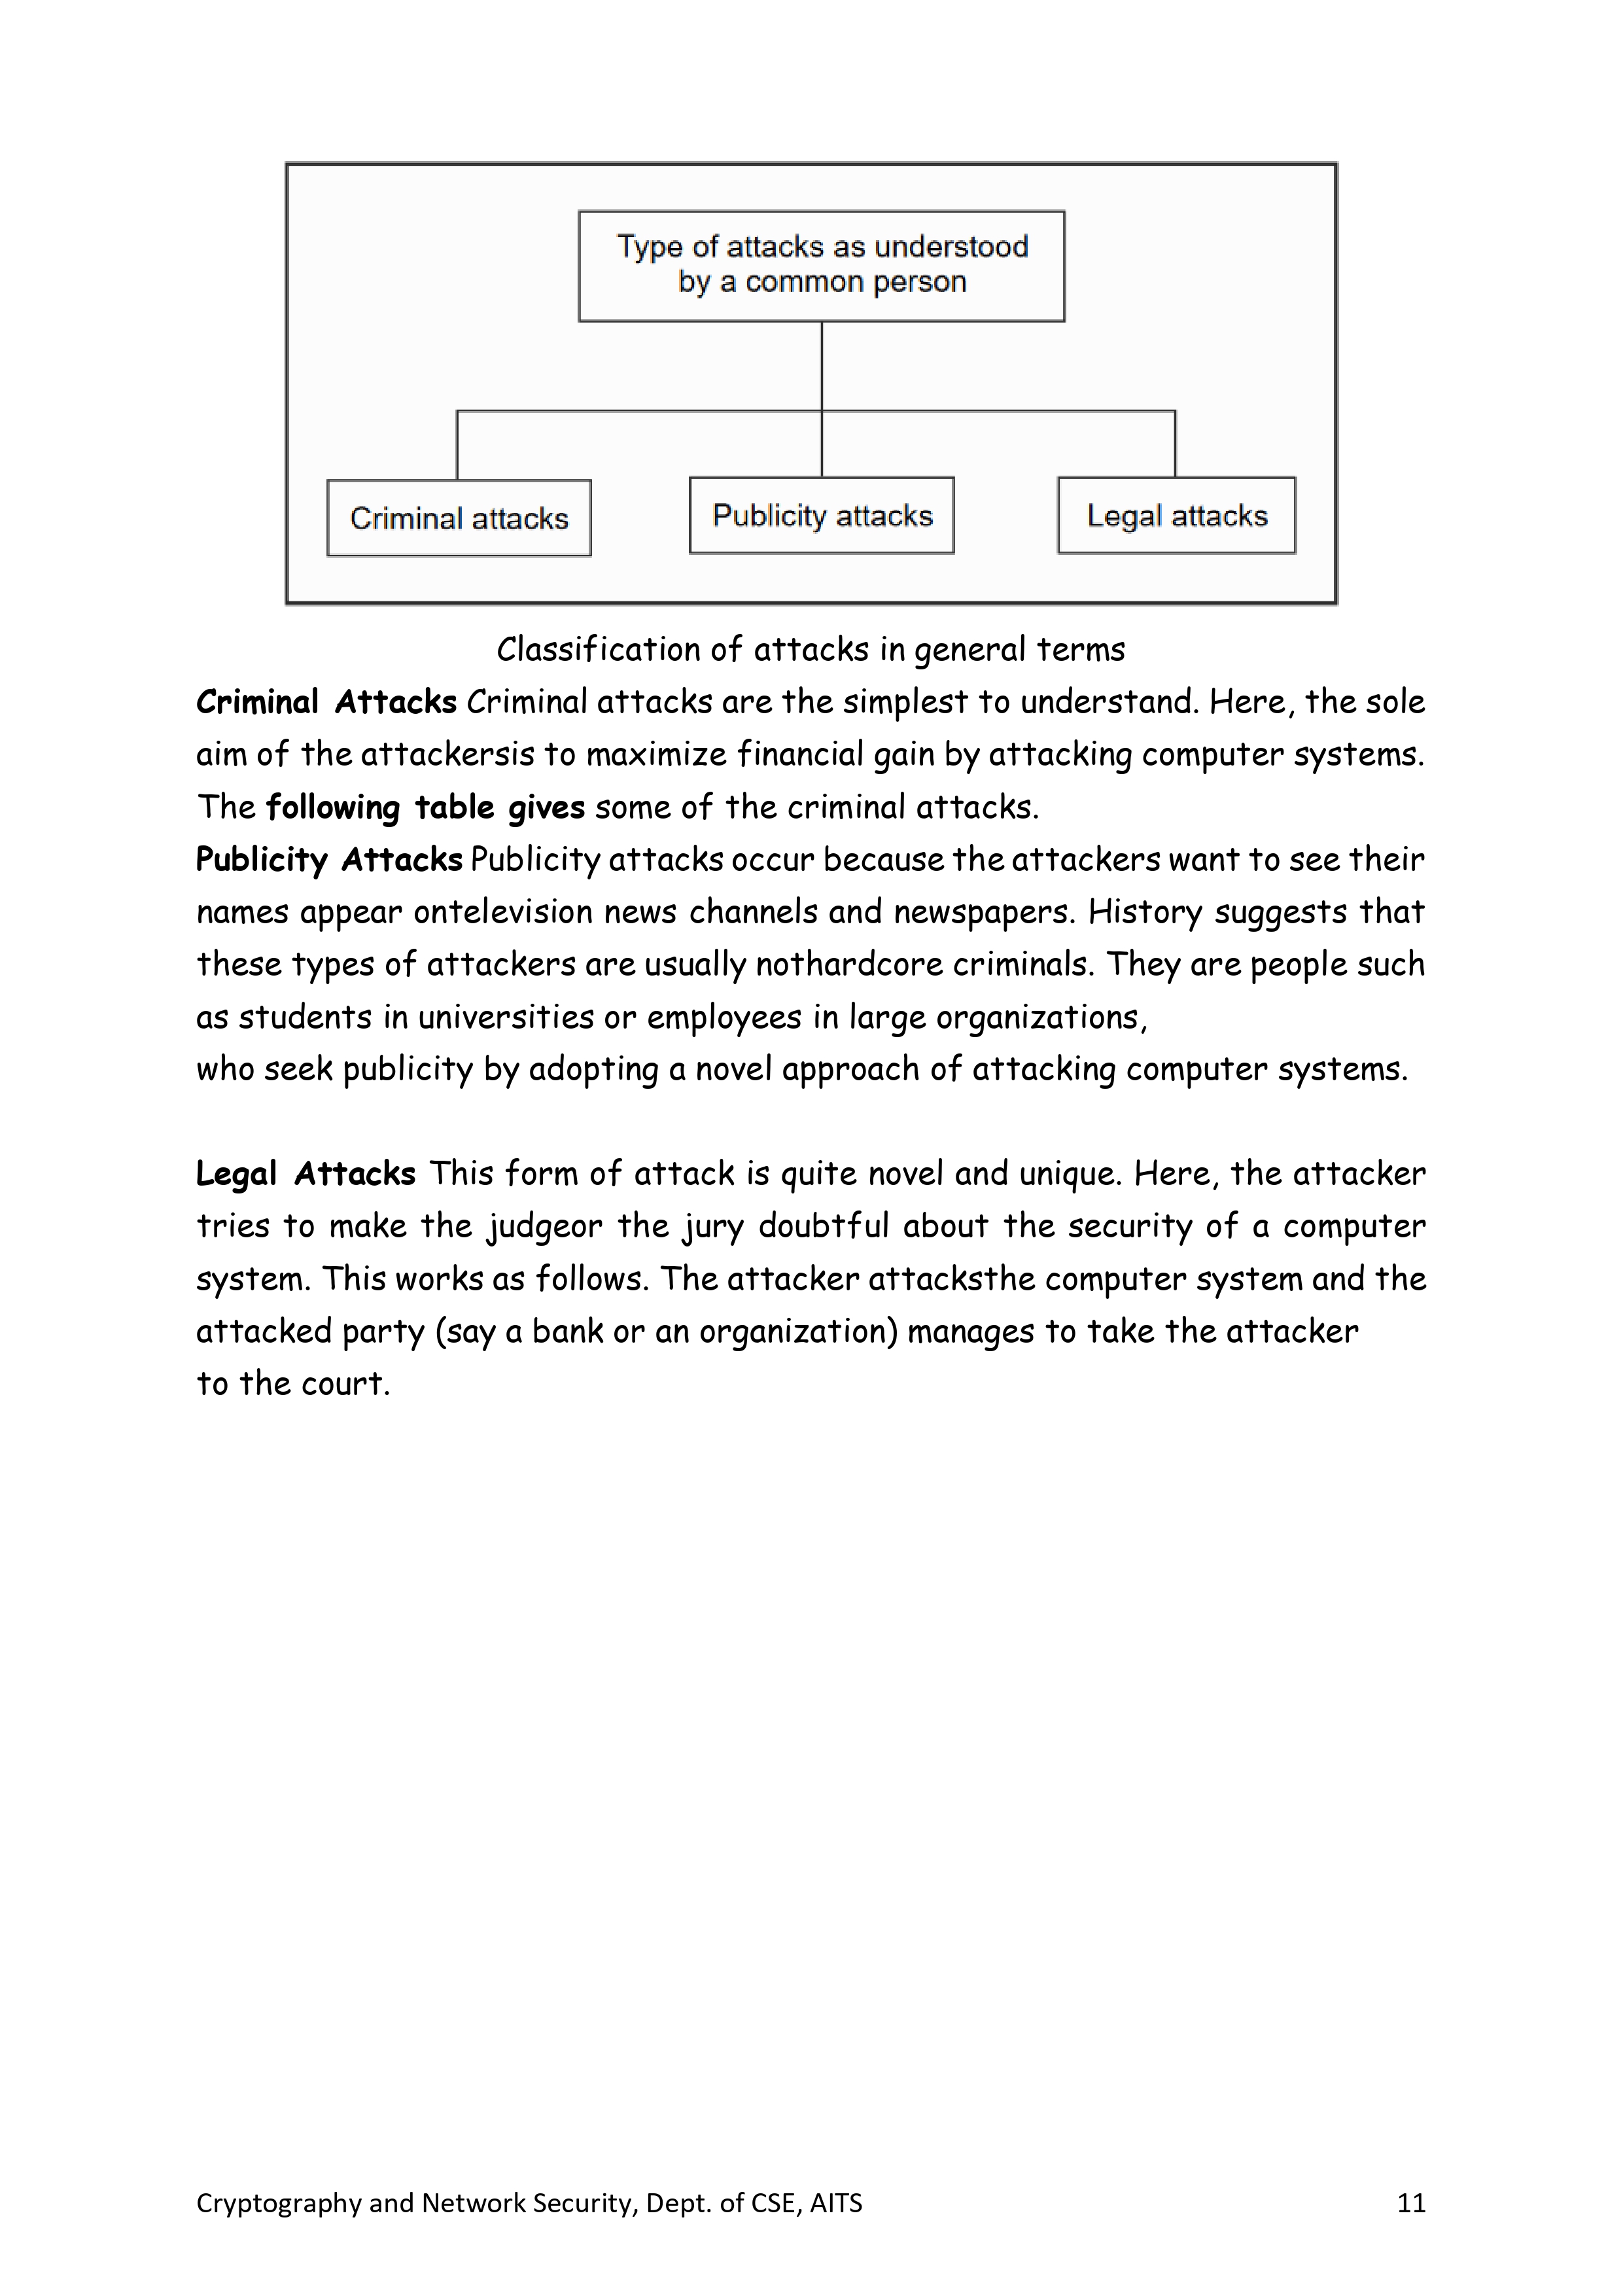 Type of attacks as understood
by a common person
Criminal attacks
Publicity attacks
Legal attacks
Classification of attacks in general terms
Criminal Attacks Criminal attacks are the simplest to understand. Here, the sole
aim of the attackersis to maximize financial gain by attacking computer systems.
The following table gives some of the criminal attacks.
Publicity Attacks Publicity attacks occur because the attackers want to see their
names appear ontelevision news channels and newspapers. History suggests that
these types of attackers are usually nothardcore criminals. They are people such
as students in universities or employees in large organizations,
who seek publicity by adopting a novel approach of attacking computer systems.
Legal Attacks This form of attack is quite novel and unique. Here, the attacker
tries to make the judgeor the jury doubtful about the security of a computer
system. This works as follows. The attacker attacksthe computer system and the
attacked party (say a bank or an organization) manages to take the attacker
to the court.
Cryptography and Network Security, Dept. of CSE, AITS 11